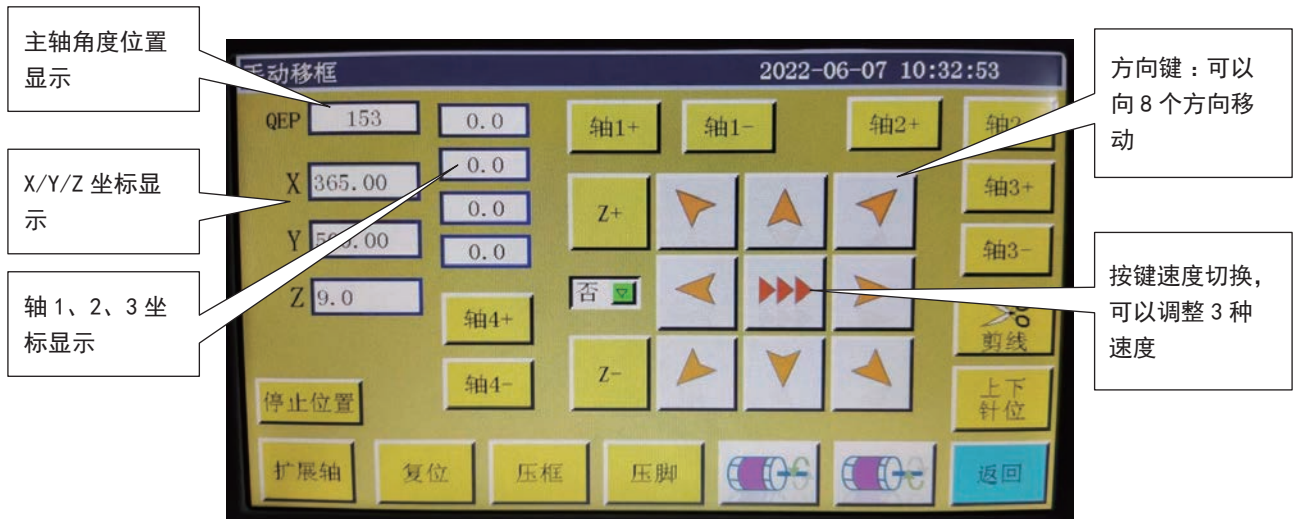 主轴角度位置
显示
X/Y/Z 坐标显
示
轴 1、2、3 坐
标显示
手动移框
2022-06-07 10:32:53
QEP 153
0.0
轴1+
轴1-
轴2+
X 365.00
0.0
0.0
Z+
轴3+
Y
.00
0.0
轴3-
Z 9.0
否
轴4+
剪线
轴4-
Z-
停止位置
上下
针位
扩展轴
复位
压框
压脚
返回
方向键：可以
向 8 个方向移
动
按键速度切换，
可以调整 3 种
速度